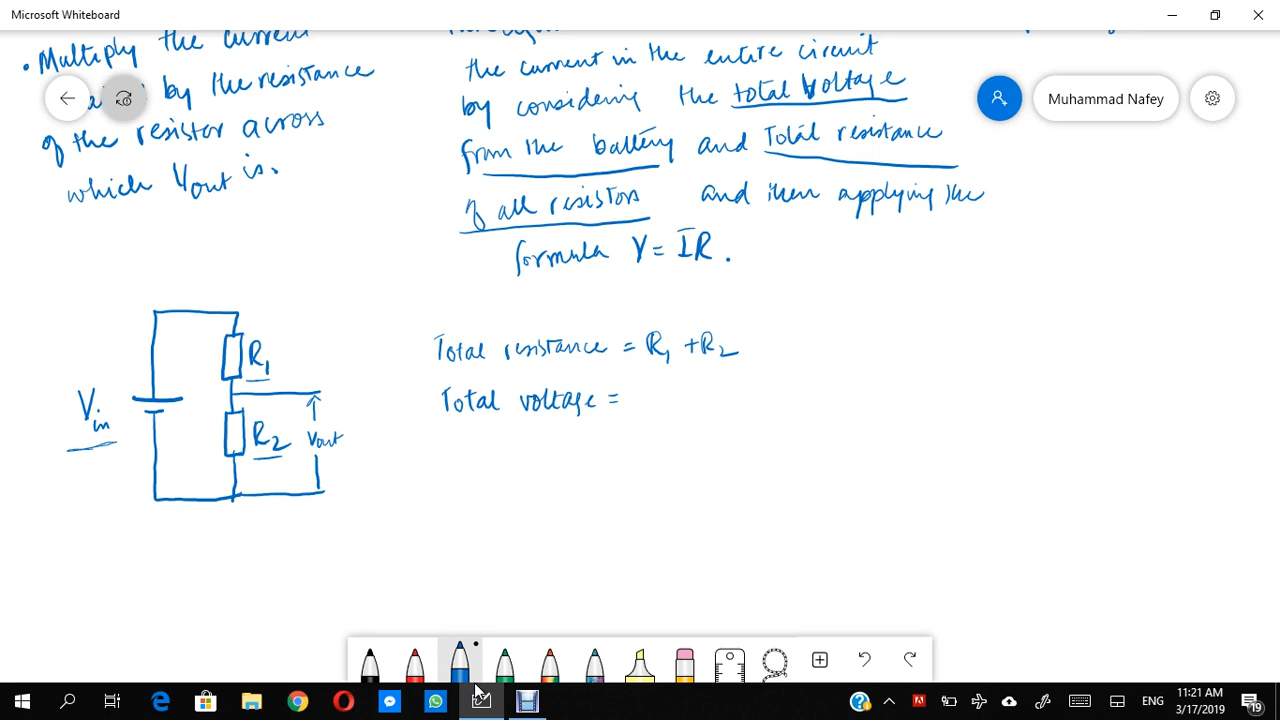 Microsoft Whiteboard
• Multiply the current
by the resistance
of the resistor across
which Vout is.
the current in the entire circuit
by considering the total voltage
from the battery and Total resistance
of all resistors and then applying the
formula V = IR.
Muhammad Nafey
Vin
R1
R2
Vout
Total resistance = R1 + R2
Total voltage =
ENG
11:21 AM
3/17/2019
19